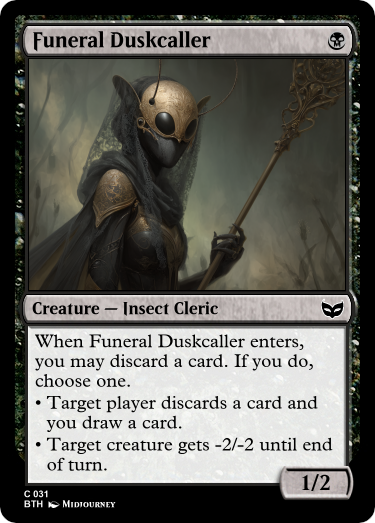 Funeral Duskcaller
Creature — Insect Cleric
When Funeral Duskcaller enters,
you may discard a card. If you do,
choose one.
• Target player discards a card and
you draw a card.
• Target creature gets -2/-2 until end
of turn.
1/2
C 031
BTH Midjourney